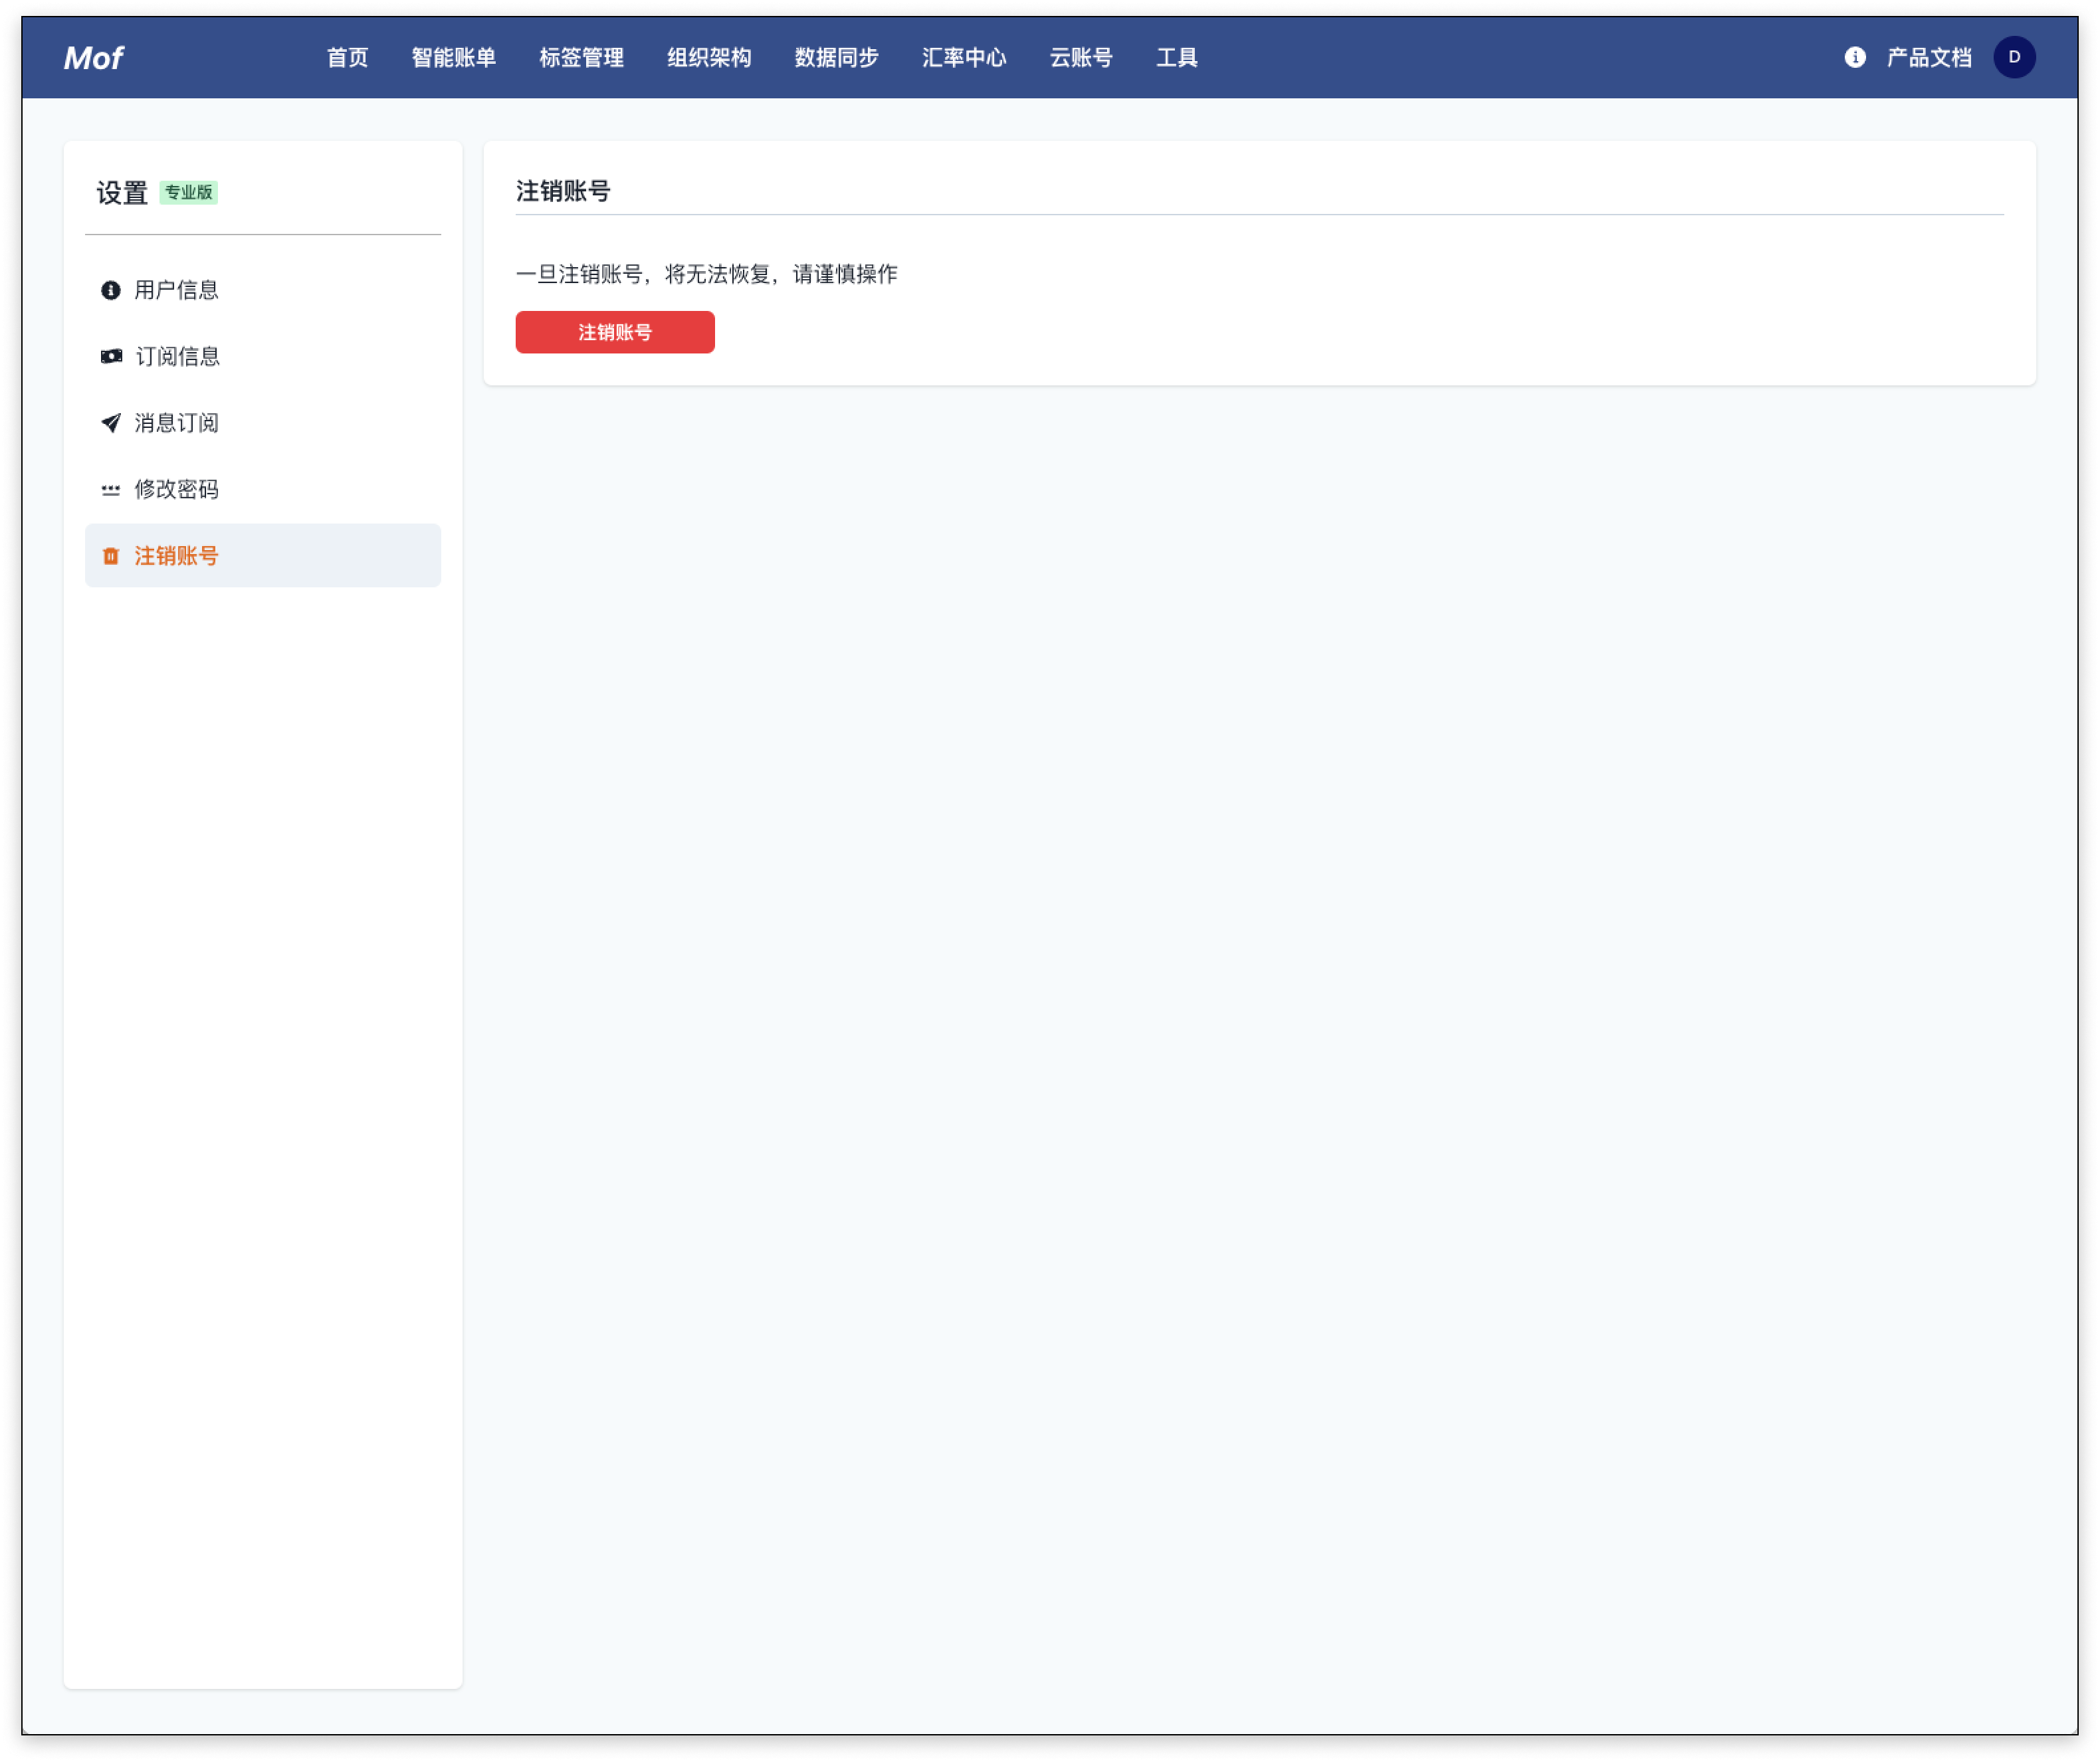 Mof 首页 智能账单 标签管理 组织架构 数据同步 汇率中心 云账号 工具 产品文档 D
设置 专业版
用户信息
订阅信息
消息订阅
修改密码
注销账号
注销账号
一旦注销账号，将无法恢复，请谨慎操作
注销账号